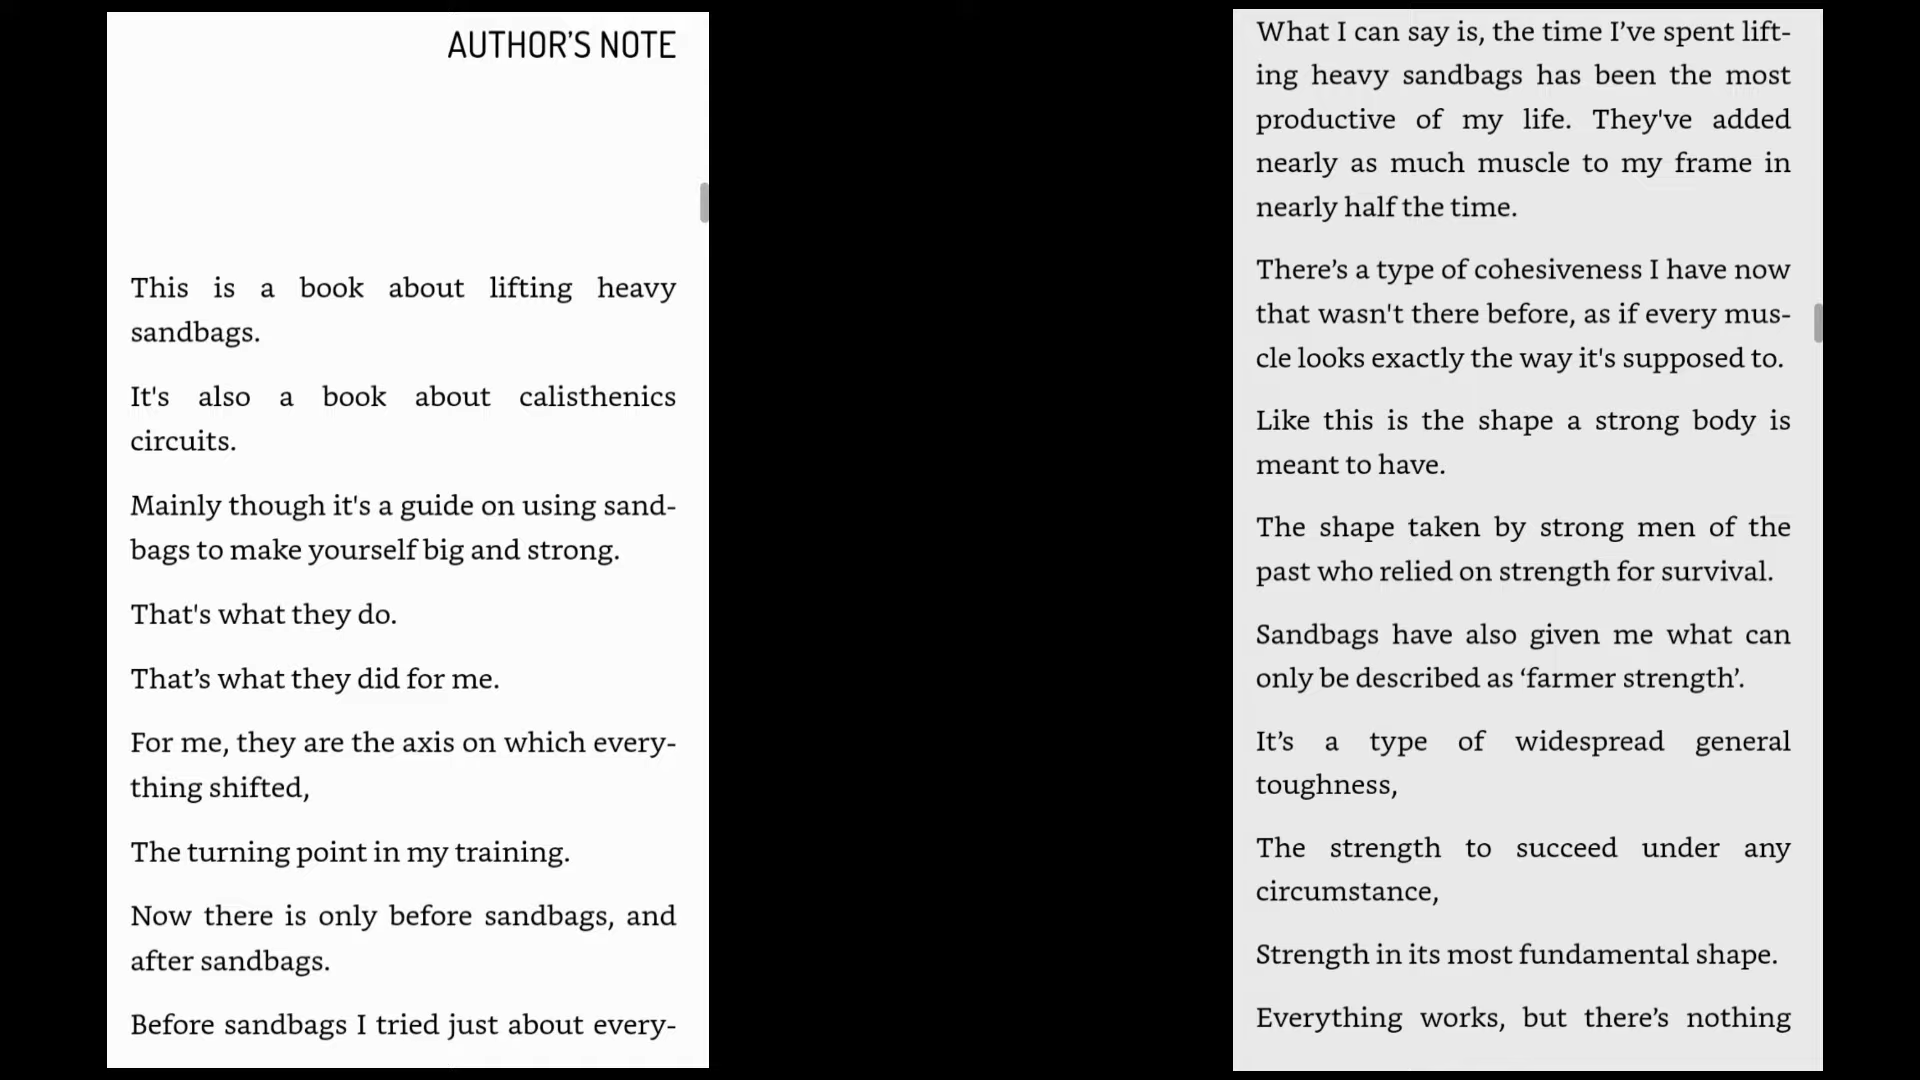 AUTHOR’S NOTE
This is a book about lifting heavy
sandbags.
It's also a book about calisthenics
circuits.
Mainly though it's a guide on using sand-
bags to make yourself big and strong.
That's what they do.
That’s what they did for me.
For me, they are the axis on which every-
thing shifted,
The turning point in my training.
Now there is only before sandbags, and
after sandbags.
Before sandbags I tried just about every-
What I can say is, the time I’ve spent lift-
ing heavy sandbags has been the most
productive of my life. They've added
nearly as much muscle to my frame in
nearly half the time.
There’s a type of cohesiveness I have now
that wasn't there before, as if every mus-
cle looks exactly the way it's supposed to.
Like this is the shape a strong body is
meant to have.
The shape taken by strong men of the
past who relied on strength for survival.
Sandbags have also given me what can
only be described as ‘farmer strength’.
It’s a type of widespread general
toughness,
The strength to succeed under any
circumstance,
Strength in its most fundamental shape.
Everything works, but there’s nothing